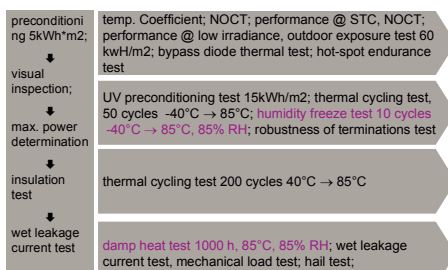 preconditioni
ng 5kWh*m2;
visual
inspection;
max. power
determination
insulation
test
wet leakage
current test
temp. Coefficient; NOCT; performance @ STC, NOCT;
performance @ low irradiance, outdoor exposure test 60
kwH/m2; bypass diode thermal test; hot-spot endurance
test
UV preconditioning test 15kWh/m2; thermal cycling test,
50 cycles -40°C → 85°C; humidity freeze test 10 cycles
-40°C → 85°C, 85% RH; robustness of terminations test
thermal cycling test 200 cycles 40°C → 85°C
damp heat test 1000 h, 85°C, 85% RH; wet leakage
current test, mechanical load test; hail test;